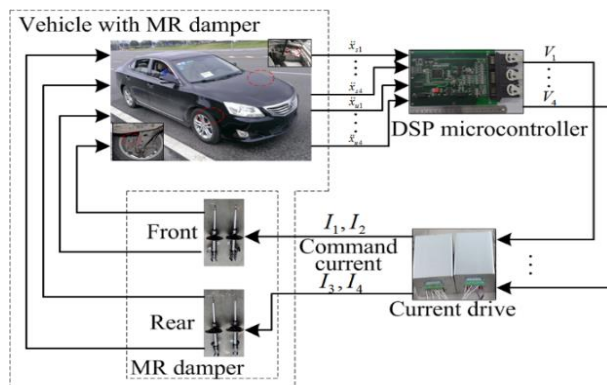 Vehicle with MR damper
ẍs1
⋮
ẍs4
ẍu1
⋮
ẍu4
V1
⋮
V4
DSP microcontroller
Front
I1, I2
Command
current
I3, I4
Rear
MR damper
⋮
Current drive